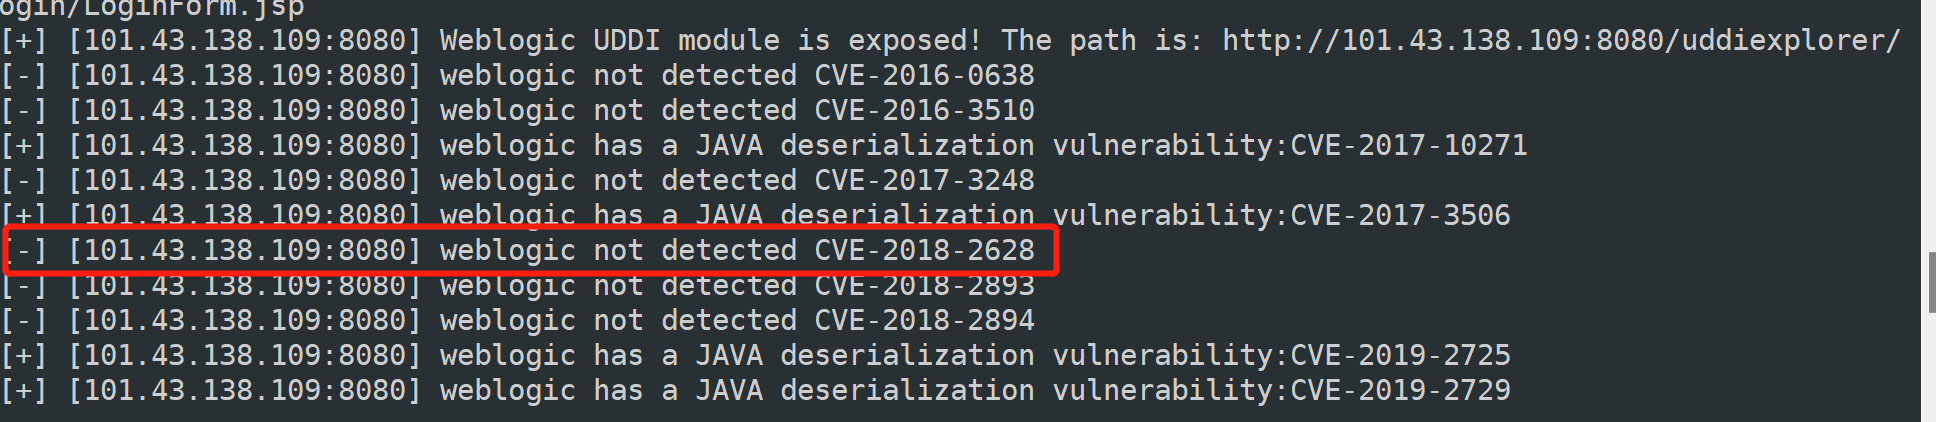 ogin/LoginForm.jsp
[+] [101.43.138.109:8080] Weblogic UDDI module is exposed! The path is: http://101.43.138.109:8080/uddiexplorer/
[-] [101.43.138.109:8080] weblogic not detected CVE-2016-0638
[-] [101.43.138.109:8080] weblogic not detected CVE-2016-3510
[+] [101.43.138.109:8080] weblogic has a JAVA deserialization vulnerability:CVE-2017-10271
[-] [101.43.138.109:8080] weblogic not detected CVE-2017-3248
[+] [101.43.138.109:8080] weblogic has a JAVA deserialization vulnerability:CVE-2017-3506
[-] [101.43.138.109:8080] weblogic not detected CVE-2018-2628
[-] [101.43.138.109:8080] weblogic not detected CVE-2018-2893
[-] [101.43.138.109:8080] weblogic not detected CVE-2018-2894
[+] [101.43.138.109:8080] weblogic has a JAVA deserialization vulnerability:CVE-2019-2725
[+] [101.43.138.109:8080] weblogic has a JAVA deserialization vulnerability:CVE-2019-2729